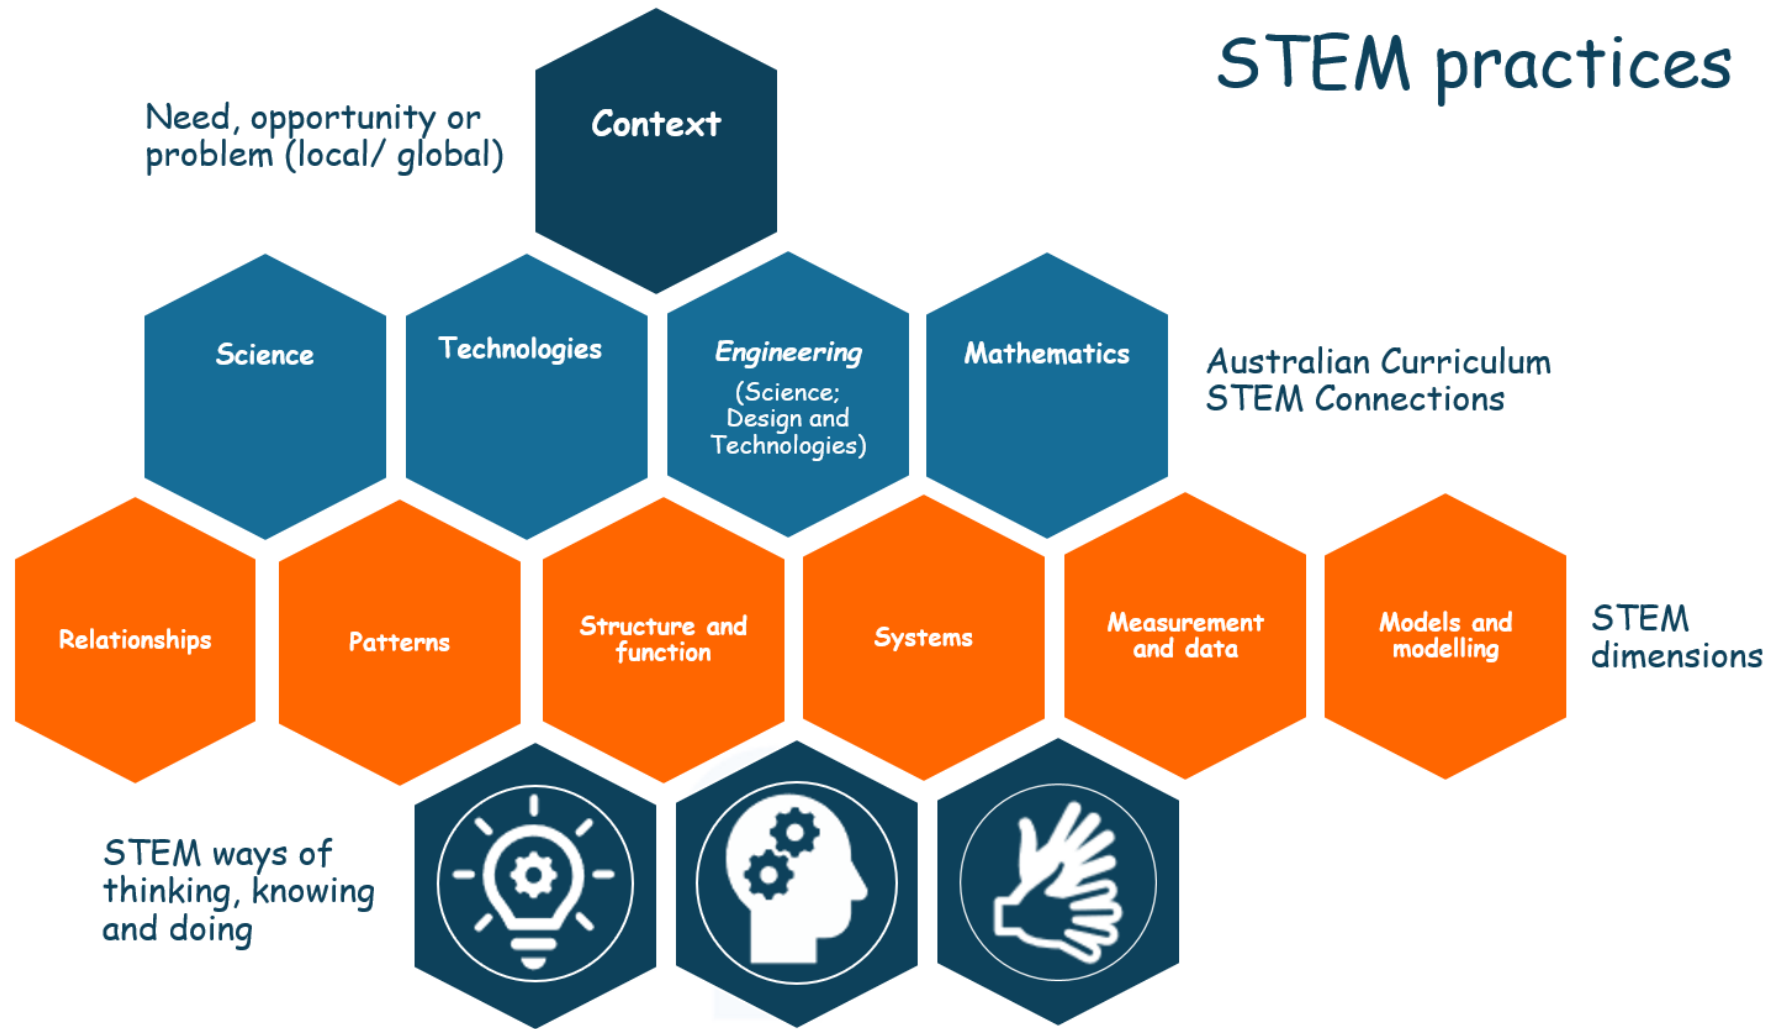 STEM practices
Need, opportunity or
problem (local/ global)
Context
Science
Technologies
Engineering
(Science;
Design and
Technologies)
Mathematics
Australian Curriculum
STEM Connections
Relationships
Patterns
Structure and
function
Systems
Measurement
and data
Models and
modelling
STEM
dimensions
STEM ways of
thinking, knowing
and doing